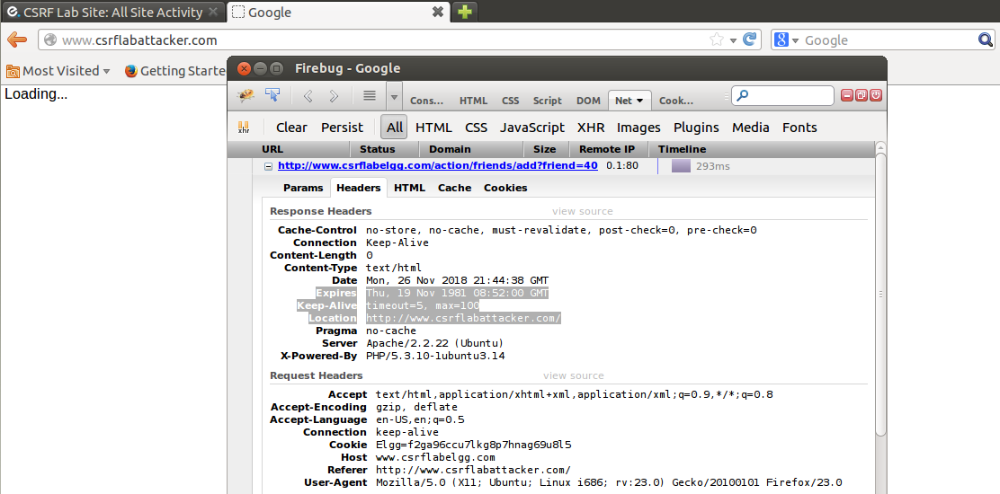 CSRF Lab Site: All Site Activity Google
www.csrflabattacker.com Google
Most Visited Getting Starte
Loading...
Firebug - Google
Cons... HTML CSS Script DOM Net Cook...
xhr Clear Persist All HTML CSS JavaScript XHR Images Plugins Media Fonts
URL Status Domain Size Remote IP Timeline
http://www.csrflabelgg.com/action/friends/add?friend=40 0.1:80 293ms
Params Headers HTML Cache Cookies
Response Headers view source
Cache-Control no-store, no-cache, must-revalidate, post-check=0, pre-check=0
Connection Keep-Alive
Content-Length 0
Content-Type text/html
Date Mon, 26 Nov 2018 21:44:38 GMT
Expires Thu, 19 Nov 1981 08:52:00 GMT
Keep-Alive timeout=5, max=100
Location http://www.csrflabattacker.com/
Pragma no-cache
Server Apache/2.2.22 (Ubuntu)
X-Powered-By PHP/5.3.10-1ubuntu3.14
Request Headers view source
Accept text/html,application/xhtml+xml,application/xml;q=0.9,*/*;q=0.8
Accept-Encoding gzip, deflate
Accept-Language en-US,en;q=0.5
Connection keep-alive
Cookie Elgg=f2ga96ccu7lkg8p7hnag69u8l5
Host www.csrflabelgg.com
Referer http://www.csrflabattacker.com/
User-Agent Mozilla/5.0 (X11; Ubuntu; Linux i686; rv:23.0) Gecko/20100101 Firefox/23.0